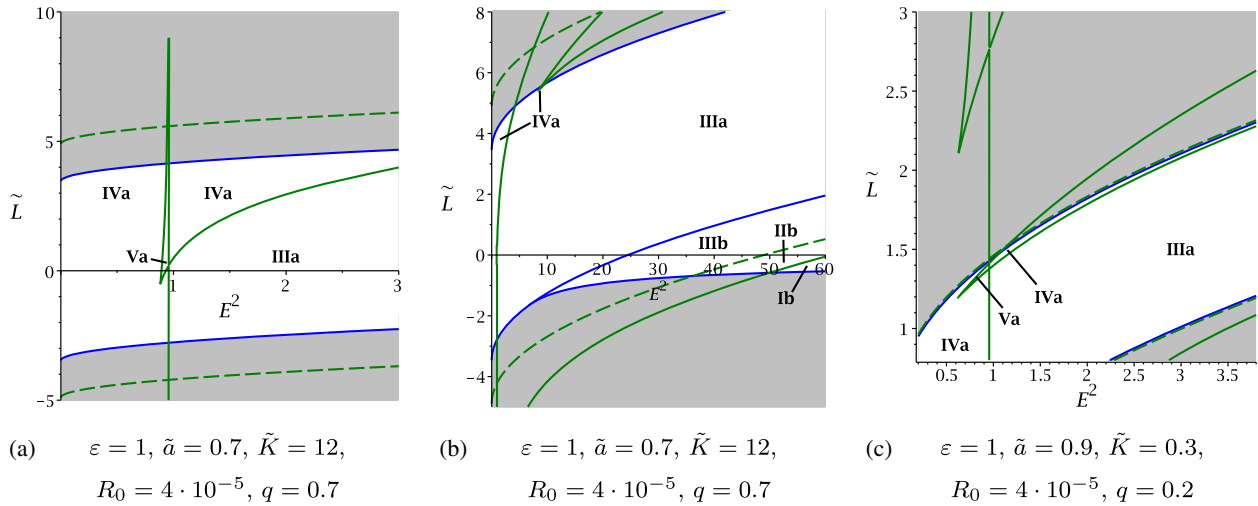 10
5
0
−5
L̃
1
2
3
E²
IVa
IVa
Va
IIIa
8
6
4
2
0
−2
−4
L̃
10
20
30
40
50
60
E²
IVa
IIIa
IIIb
IIb
Ib
3
2.5
2
1.5
1
L̃
0.5
1
1.5
2
2.5
3
3.5
E²
IIIa
IVa
Va
IVa
(a) ε = 1, ã = 0.7, K̃ = 12,
R₀ = 4 · 10⁻⁵, q = 0.7
(b) ε = 1, ã = 0.7, K̃ = 12,
R₀ = 4 · 10⁻⁵, q = 0.7
(c) ε = 1, ã = 0.9, K̃ = 0.3,
R₀ = 4 · 10⁻⁵, q = 0.2